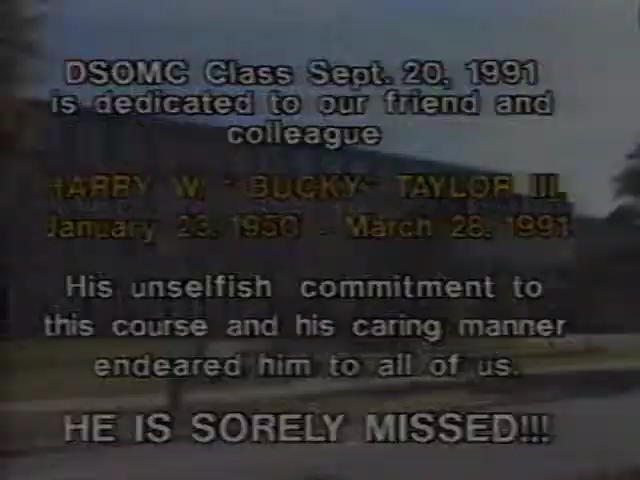 DSOMC Class Sept. 20, 1991
is dedicated to our friend and
colleague
HARRY W. "BUCKY" TAYLOR III.
January 23, 1950 - March 28, 1991
His unselfish commitment to
this course and his caring manner
endeared him to all of us.
HE IS SORELY MISSED!!!